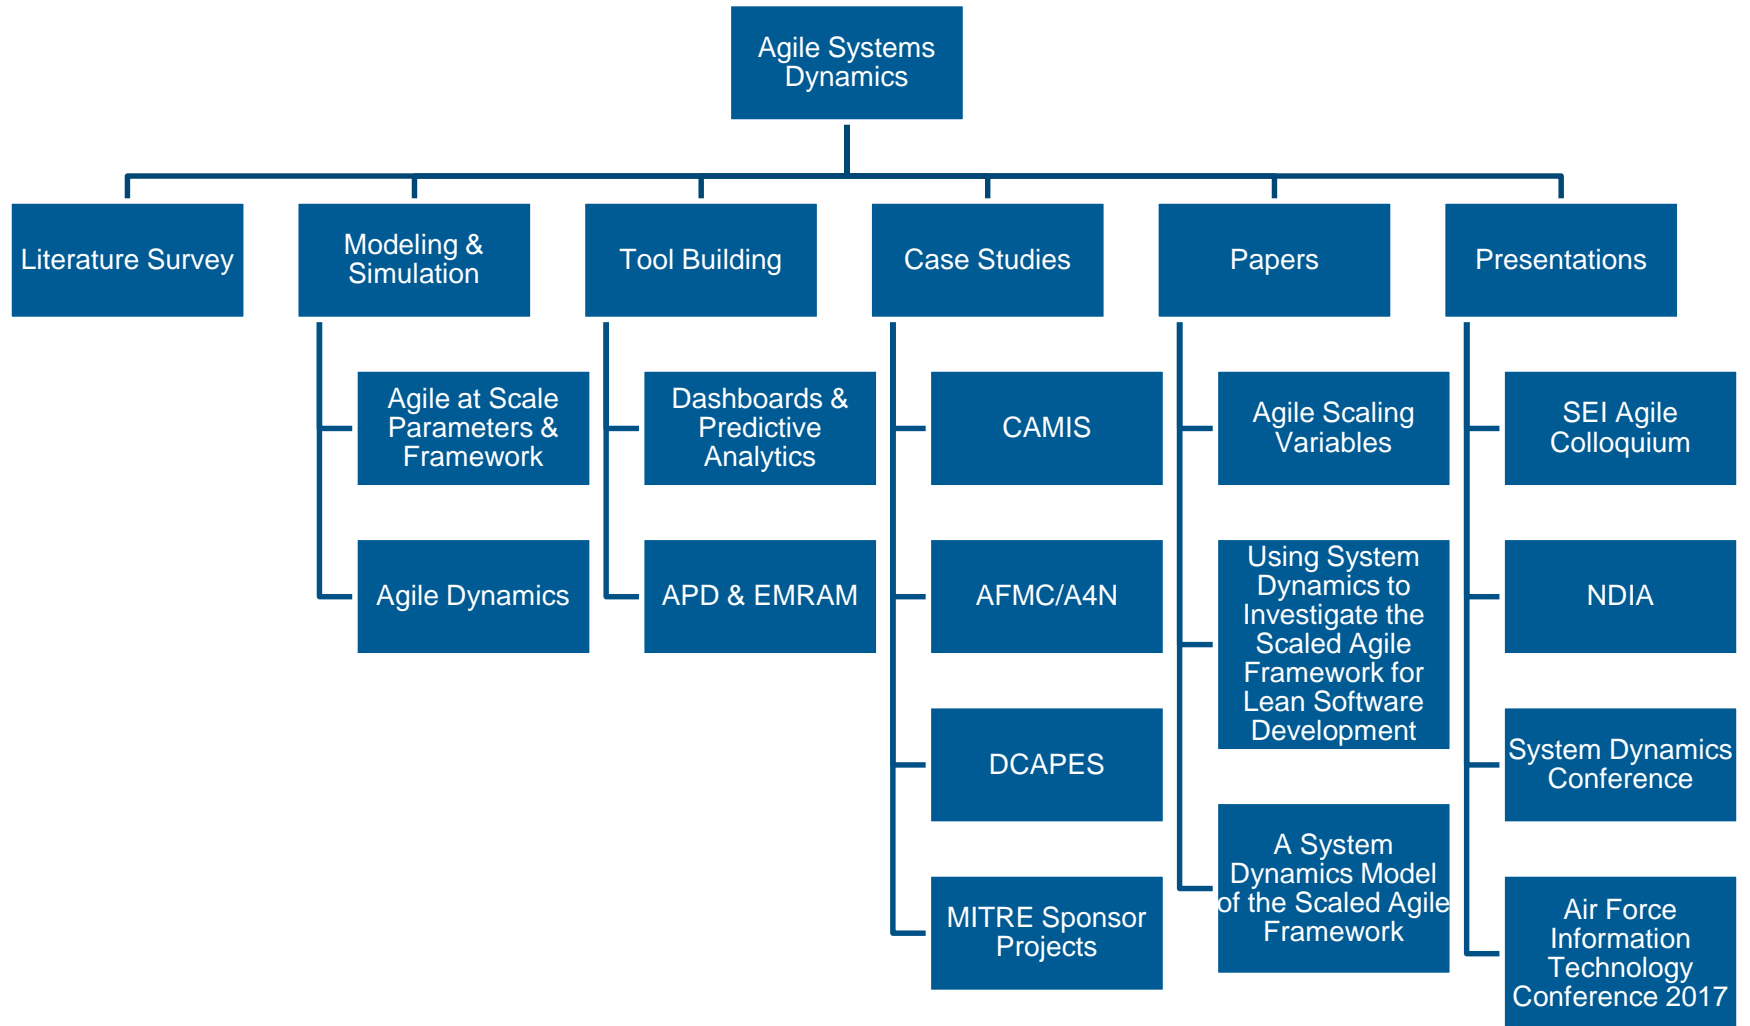 Agile Systems
Dynamics
Literature Survey
Modeling &
Simulation
Tool Building
Case Studies
Papers
Presentations
Agile at Scale
Parameters &
Framework
Agile Dynamics
Dashboards &
Predictive
Analytics
APD & EMRAM
CAMIS
AFMC/A4N
DCAPES
MITRE Sponsor
Projects
Agile Scaling
Variables
Using System
Dynamics to
Investigate the
Scaled Agile
Framework for
Lean Software
Development
A System
Dynamics Model
of the Scaled Agile
Framework
SEI Agile
Colloquium
NDIA
System Dynamics
Conference
Air Force
Information
Technology
Conference 2017